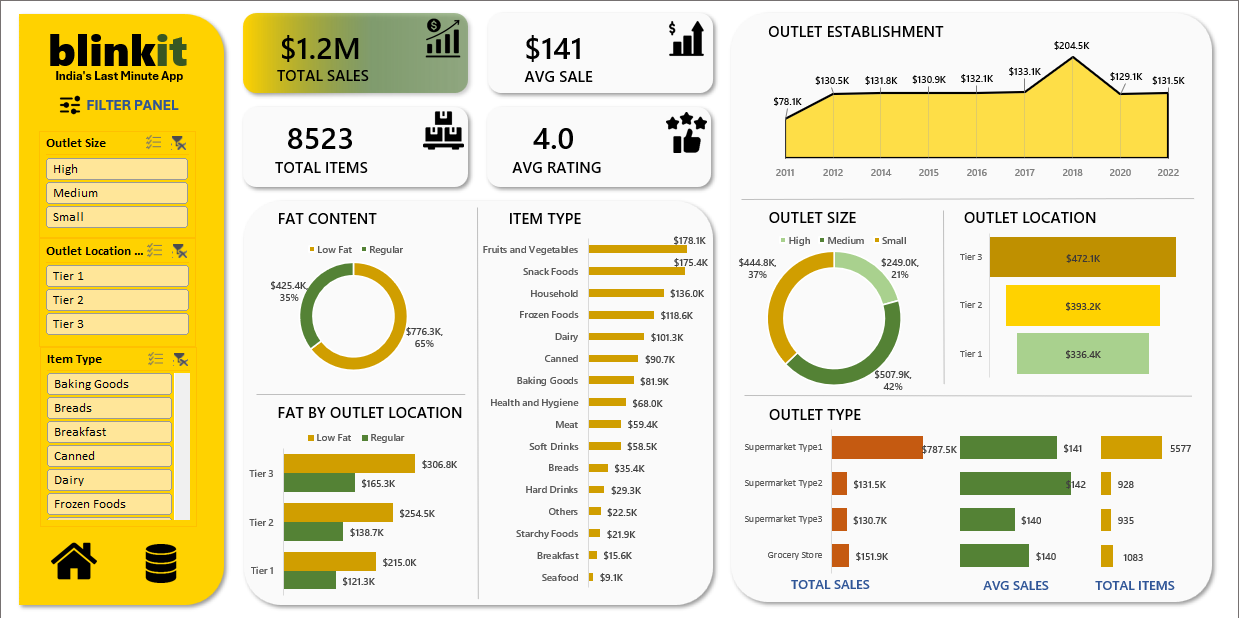 blinkit
India's Last Minute App
FILTER PANEL
Outlet Size
High
Medium
Small
Outlet Location ...
Tier 1
Tier 2
Tier 3
Item Type
Baking Goods
Breads
Breakfast
Canned
Dairy
Frozen Foods
$1.2M
TOTAL SALES
$
$141
AVG SALE
$
8523
TOTAL ITEMS
4.0
AVG RATING
FAT CONTENT
Low Fat Regular
$425.4K,
35%
$776.3K,
65%
FAT BY OUTLET LOCATION
Low Fat Regular
Tier 3 $306.8K
$165.3K
Tier 2 $254.5K
$138.7K
Tier 1 $215.0K
$121.3K
ITEM TYPE
Fruits and Vegetables $178.1K
Snack Foods $175.4K
Household $136.0K
Frozen Foods $118.6K
Dairy $101.3K
Canned $90.7K
Baking Goods $81.9K
Health and Hygiene $68.0K
Meat $59.4K
Soft Drinks $58.5K
Breads $35.4K
Hard Drinks $29.3K
Others $22.5K
Starchy Foods $21.9K
Breakfast $15.6K
Seafood $9.1K
OUTLET ESTABLISHMENT
$78.1K $130.5K $131.8K $130.9K $132.1K $133.1K $204.5K $129.1K $131.5K
2011 2012 2014 2015 2016 2017 2018 2020 2022
OUTLET SIZE
High Medium Small
$444.8K,
37%
$249.0K,
21%
$507.9K,
42%
OUTLET LOCATION
Tier 3 $472.1K
Tier 2 $393.2K
Tier 1 $336.4K
OUTLET TYPE
Supermarket Type1 $787.5K $141 5577
Supermarket Type2 $131.5K $142 928
Supermarket Type3 $130.7K $140 935
Grocery Store $151.9K $140 1083
TOTAL SALES AVG SALES TOTAL ITEMS